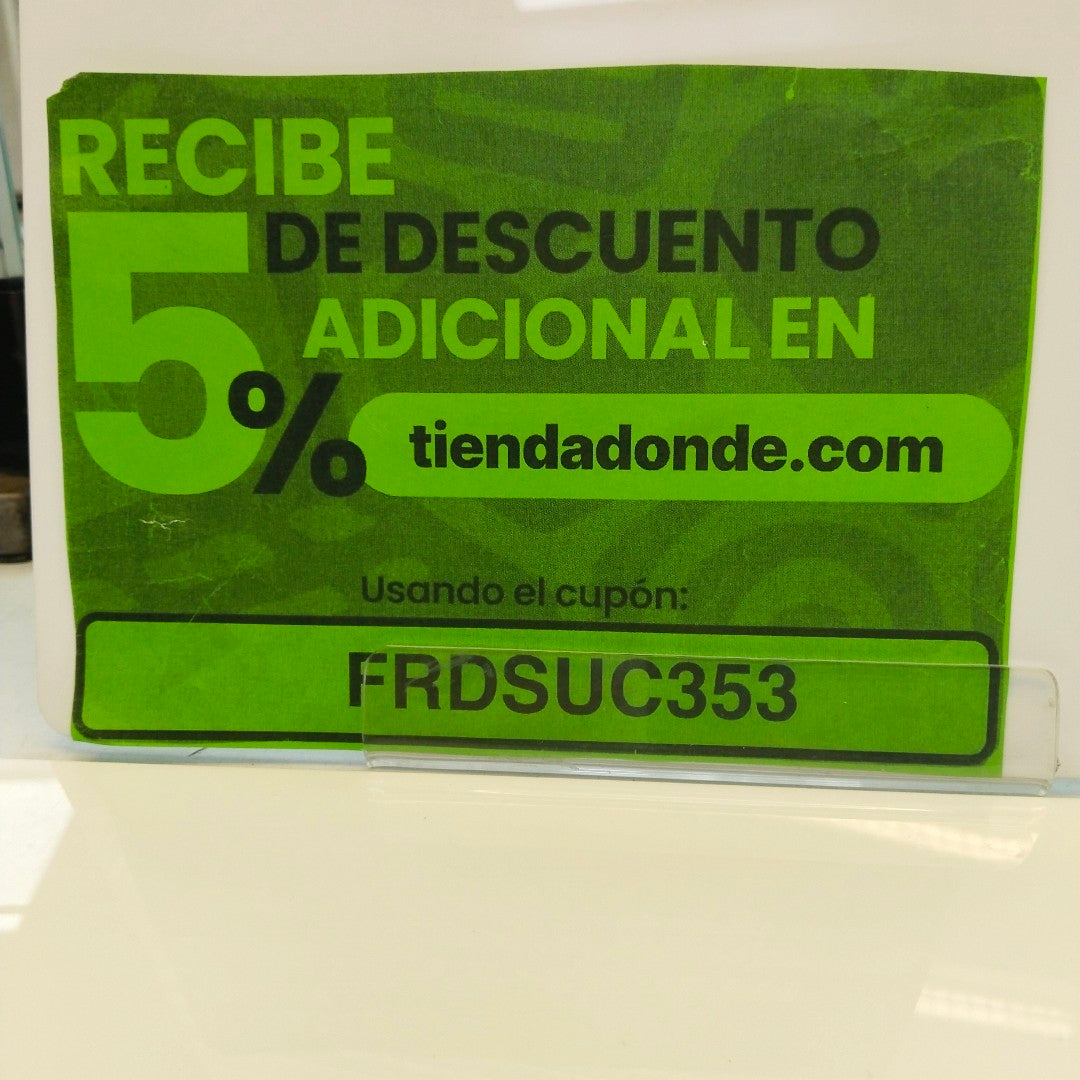 RECIBE
5% DE DESCUENTO
ADICIONAL EN
tiendadonde.com
Usando el cupón:
FRDSUC353